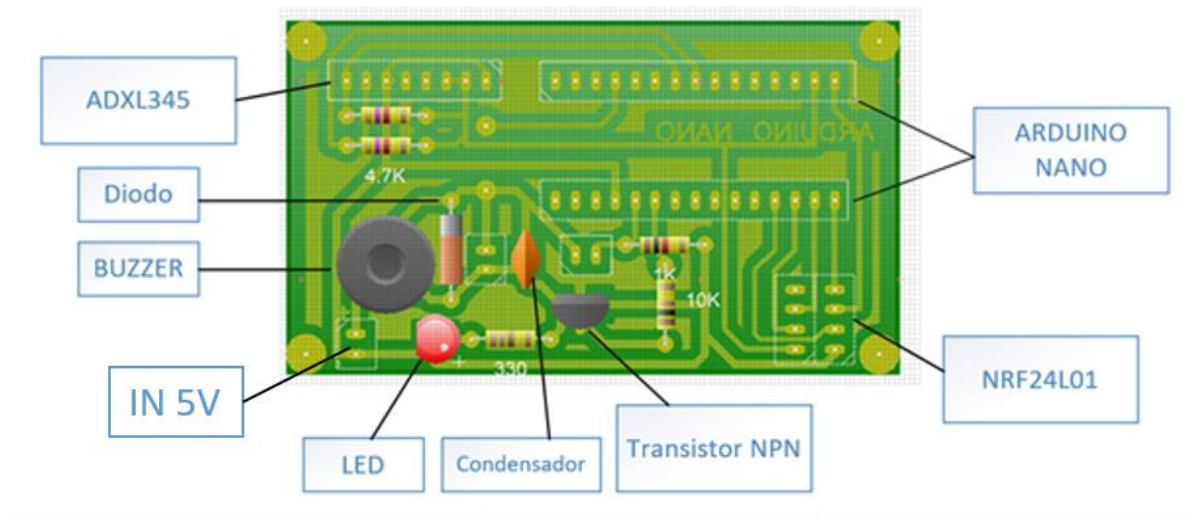 ADXL345
ARDUINO NANO
ARDUINO
NANO
4.7K
Diodo
BUZZER
1K
10K
330
IN 5V
NRF24L01
LED
Condensador
Transistor NPN